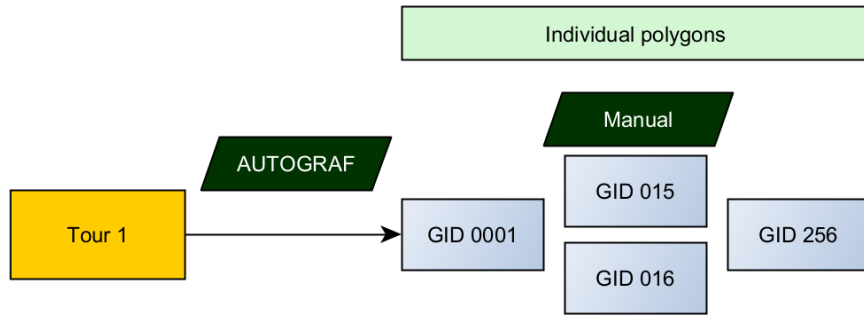 Individual polygons
Manual
AUTOGRAF
GID 015
Tour 1
GID 0001
GID 256
GID 016